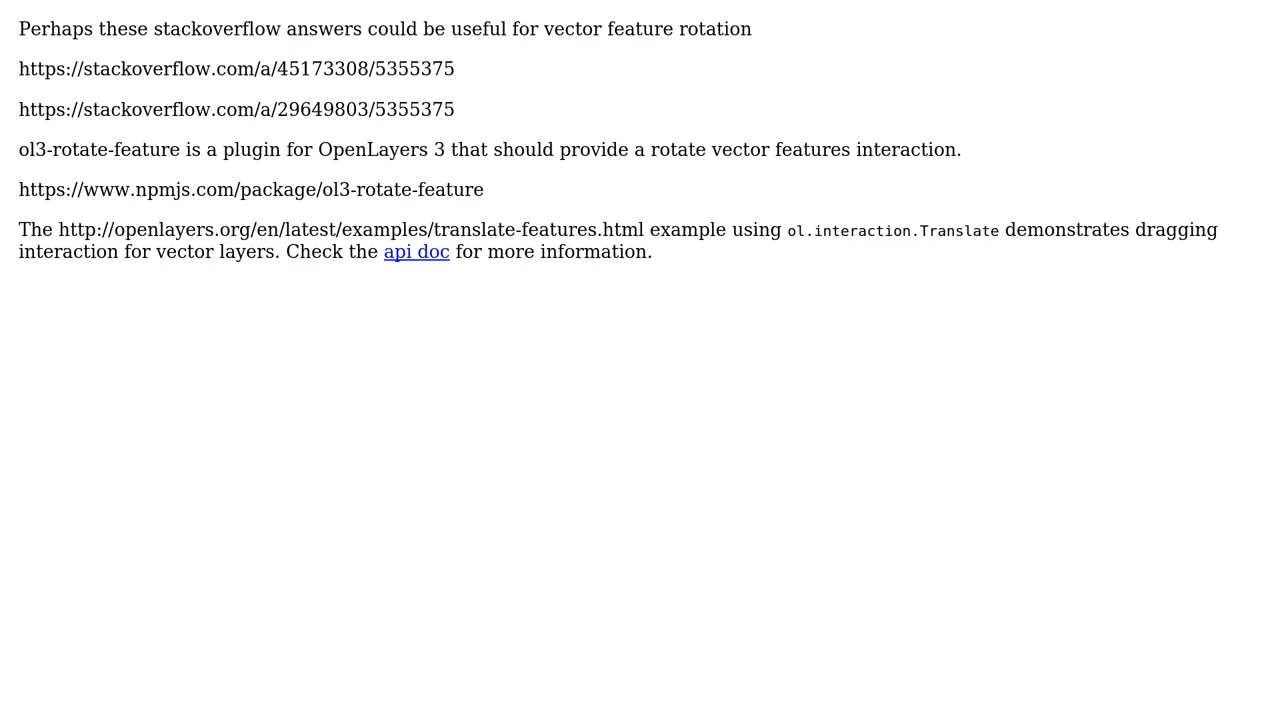 Perhaps these stackoverflow answers could be useful for vector feature rotation
https://stackoverflow.com/a/45173308/5355375
https://stackoverflow.com/a/29649803/5355375
ol3-rotate-feature is a plugin for OpenLayers 3 that should provide a rotate vector features interaction.
https://www.npmjs.com/package/ol3-rotate-feature
The http://openlayers.org/en/latest/examples/translate-features.html example using ol.interaction.Translate demonstrates dragging
interaction for vector layers. Check the api doc for more information.